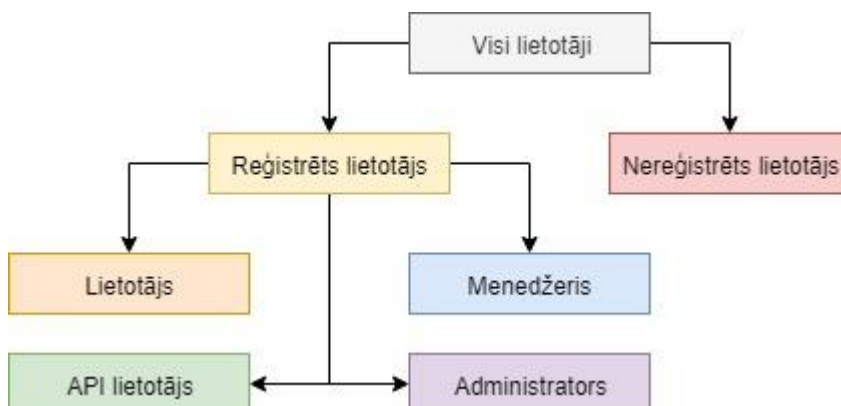 Visi lietotāji
Reģistrēts lietotājs
Nereģistrēts lietotājs
Lietotājs
Menedžeris
API lietotājs
Administrators